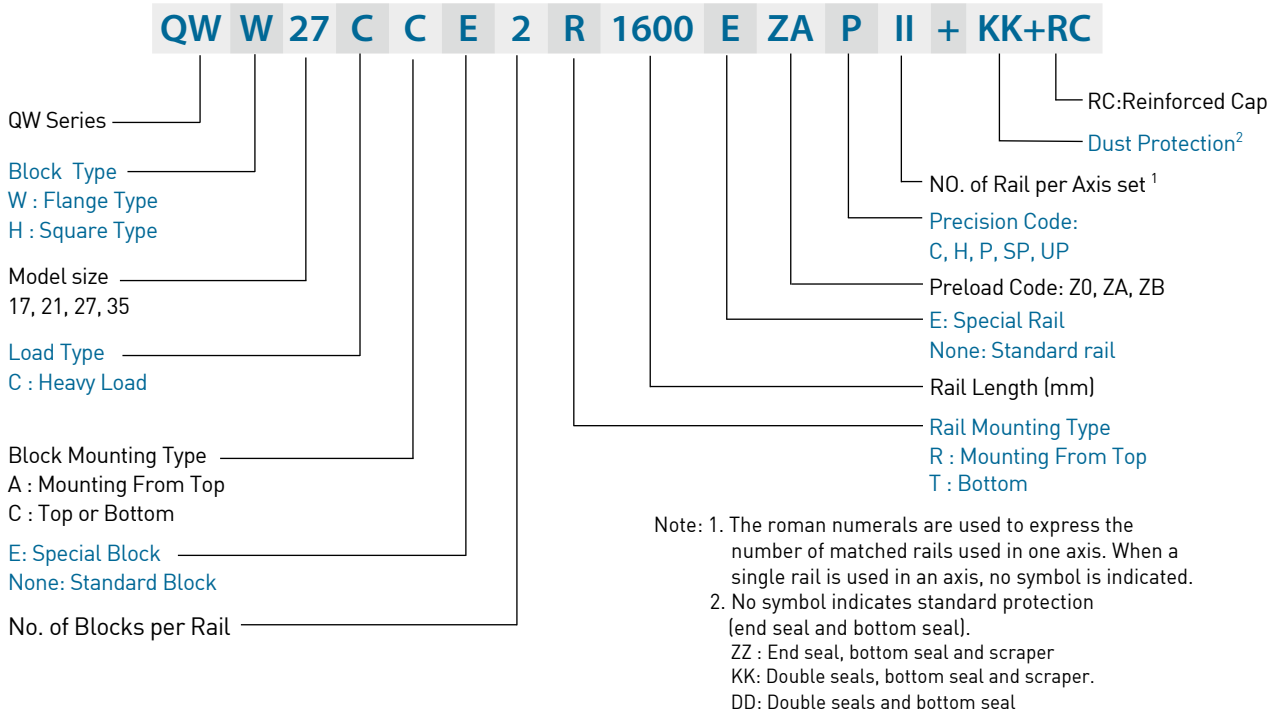 QW W 27 C C E 2 R 1600 E ZA P II + KK+RC
QW Series
Block Type
W : Flange Type
H : Square Type
Model size
17, 21, 27, 35
Load Type
C : Heavy Load
Block Mounting Type
A : Mounting From Top
C : Top or Bottom
E: Special Block
None: Standard Block
No. of Blocks per Rail
RC:Reinforced Cap
Dust Protection2
NO. of Rail per Axis set 1
Precision Code:
C, H, P, SP, UP
Preload Code: Z0, ZA, ZB
E: Special Rail
None: Standard rail
Rail Length (mm)
Rail Mounting Type
R : Mounting From Top
T : Bottom
Note: 1. The roman numerals are used to express the
number of matched rails used in one axis. When a
single rail is used in an axis, no symbol is indicated.
2. No symbol indicates standard protection
(end seal and bottom seal).
ZZ : End seal, bottom seal and scraper
KK: Double seals, bottom seal and scraper.
DD: Double seals and bottom seal